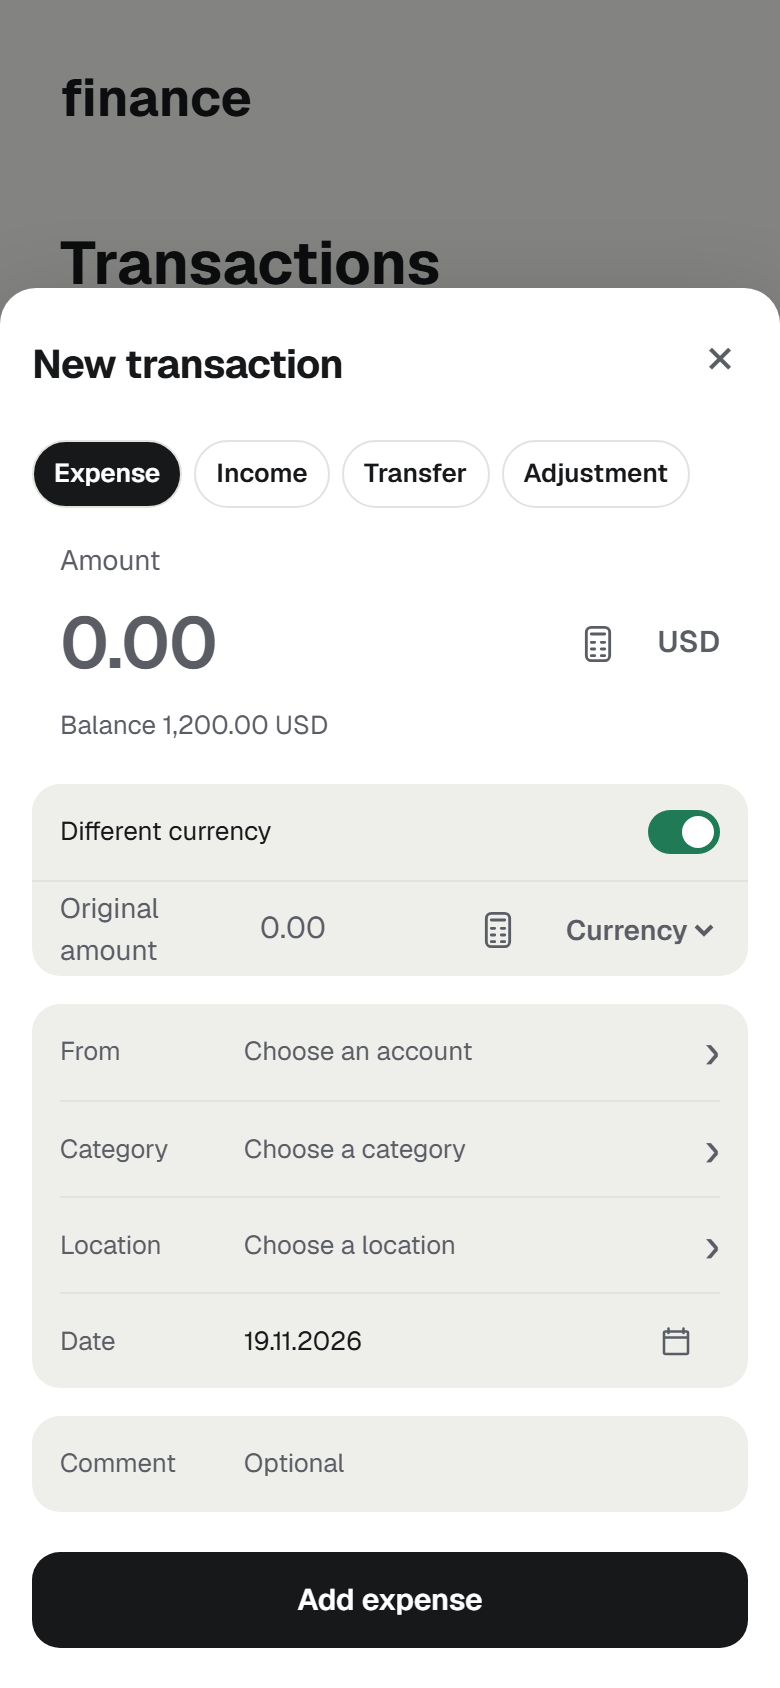 finance
Transactions
New transaction
Expense Income Transfer Adjustment
Amount
0.00 USD
Balance 1,200.00 USD
Different currency
Original amount 0.00 Currency
From Choose an account
Category Choose a category
Location Choose a location
Date 19.11.2026
Comment Optional
Add expense